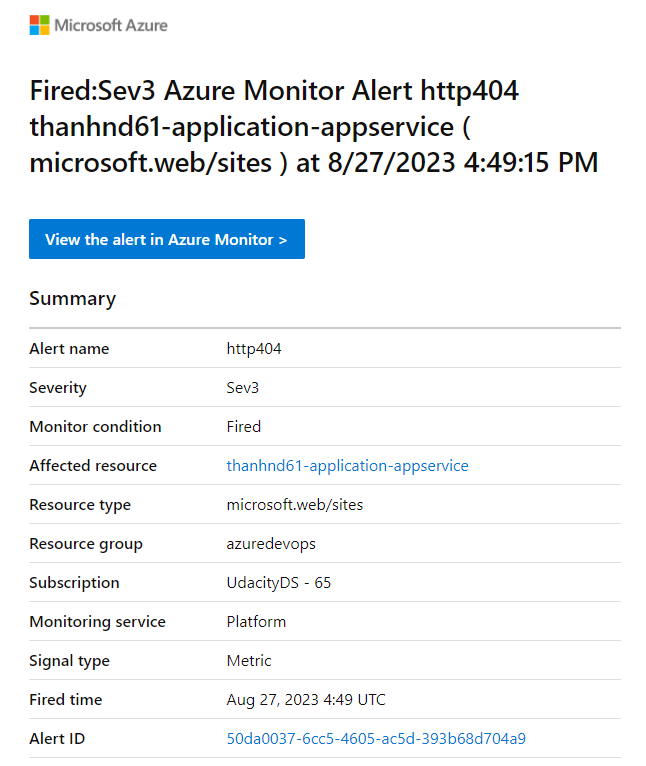 Microsoft Azure
Fired:Sev3 Azure Monitor Alert http404
thanhnd61-application-appservice (
microsoft.web/sites ) at 8/27/2023 4:49:15 PM
View the alert in Azure Monitor >
Summary
Alert name http404
Severity Sev3
Monitor condition Fired
Affected resource thanhnd61-application-appservice
Resource type microsoft.web/sites
Resource group azuredevops
Subscription UdacityDS - 65
Monitoring service Platform
Signal type Metric
Fired time Aug 27, 2023 4:49 UTC
Alert ID 50da0037-6cc5-4605-ac5d-393b68d704a9